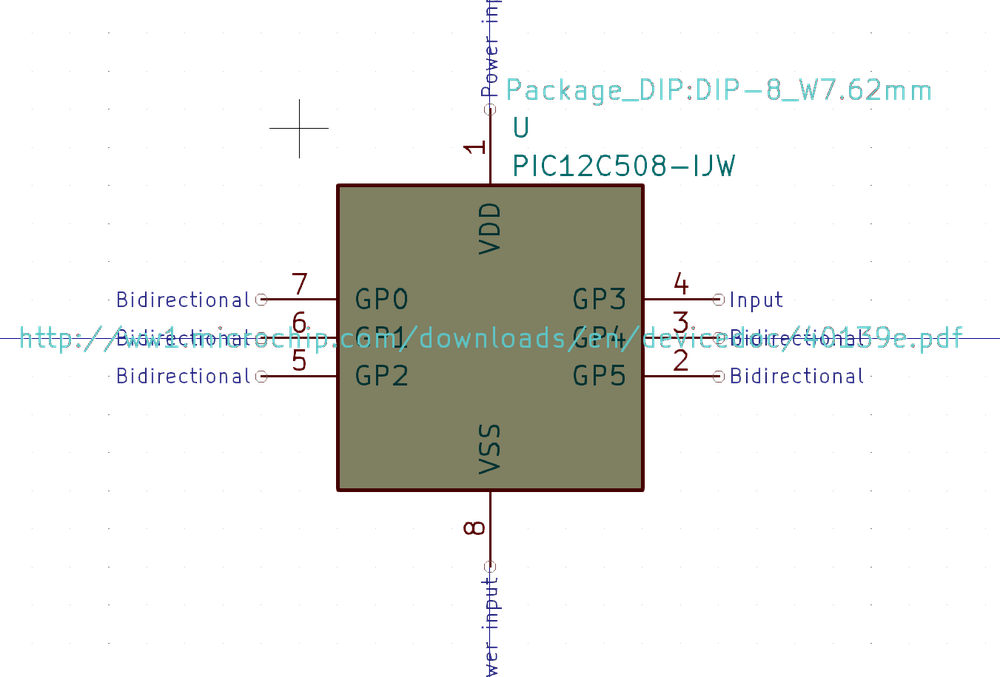 Power inp
Package_DIP:DIP-8_W7.62mm
U
1
PIC12C508-IJW
VDD
7
4
Bidirectional
GP0
GP3
Input
6
3
Bidirectional
GP1
GP4
Bidirectional
http://ww1.microchip.com/downloads/en/devicedoc/40139e.pdf
5
2
Bidirectional
GP2
GP5
Bidirectional
VSS
8
wer input